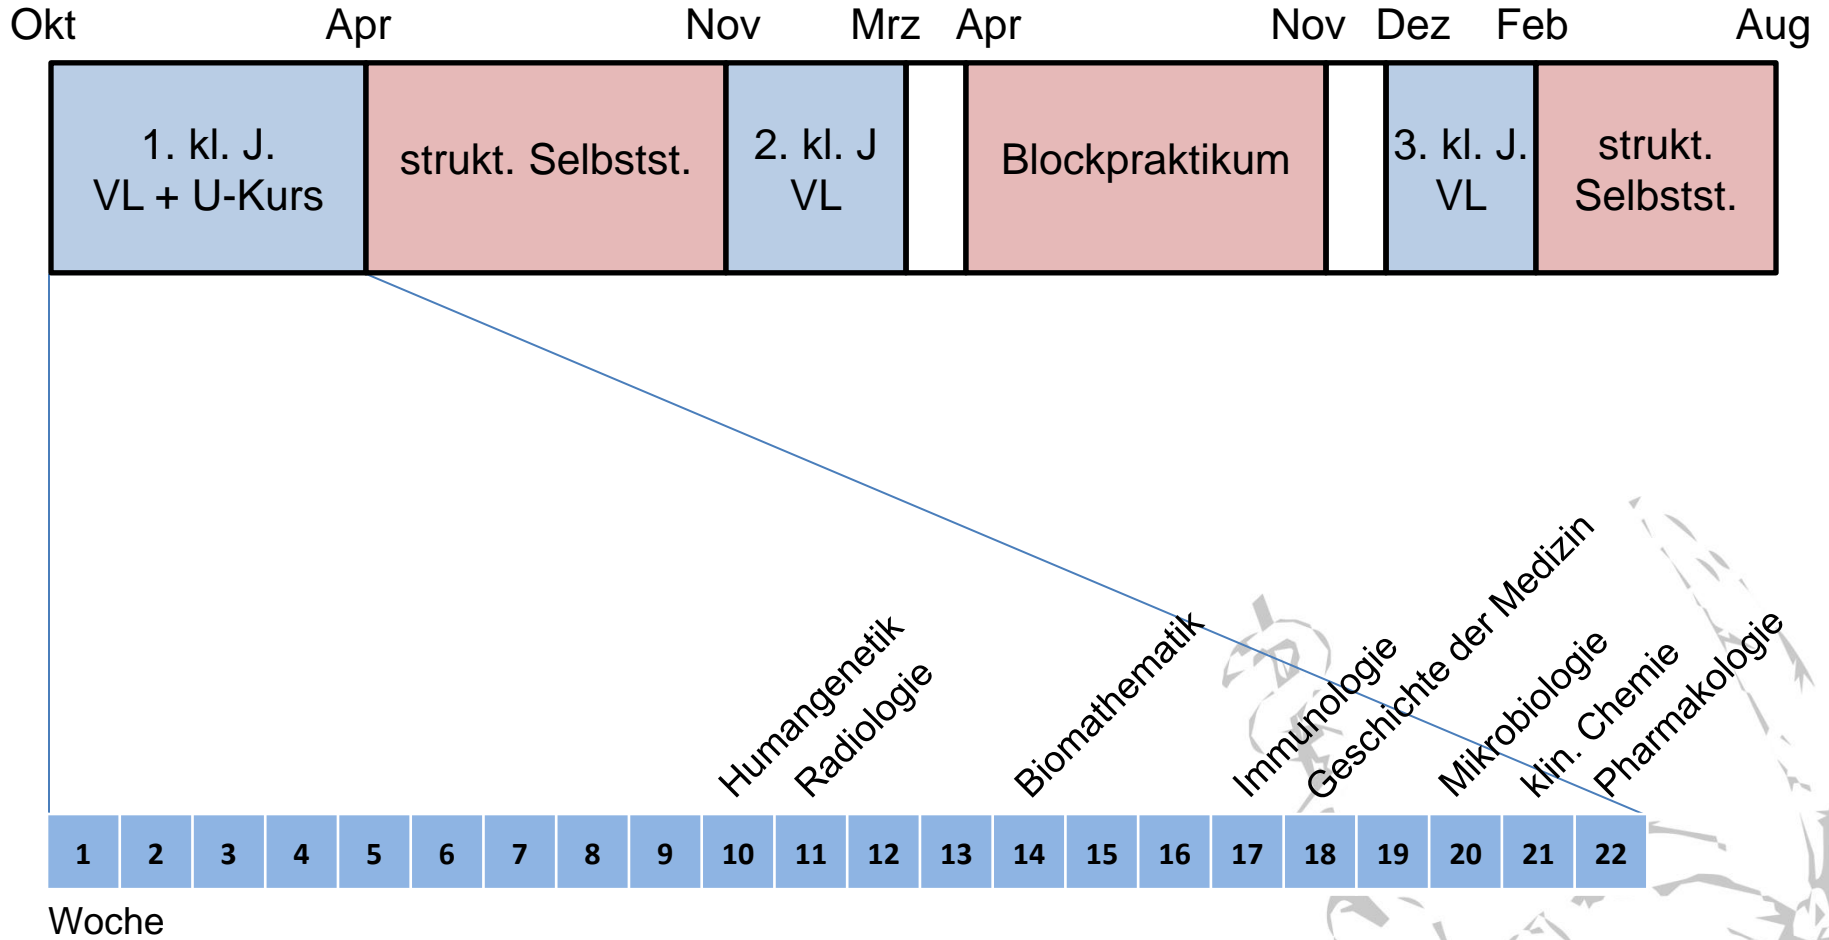 Okt Apr Nov Mrz Apr Nov Dez Feb Aug
1. kl. J.
VL + U-Kurs
strukt. Selbstst.
2. kl. J
VL
Blockpraktikum
3. kl. J.
VL
strukt.
Selbstst.
Humangenetik
Radiologie
Biomathematik
Immunologie
Geschichte der Medizin
Mikrobiologie
klin. Chemie
Pharmakologie
1 2 3 4 5 6 7 8 9 10 11 12 13 14 15 16 17 18 19 20 21 22
Woche